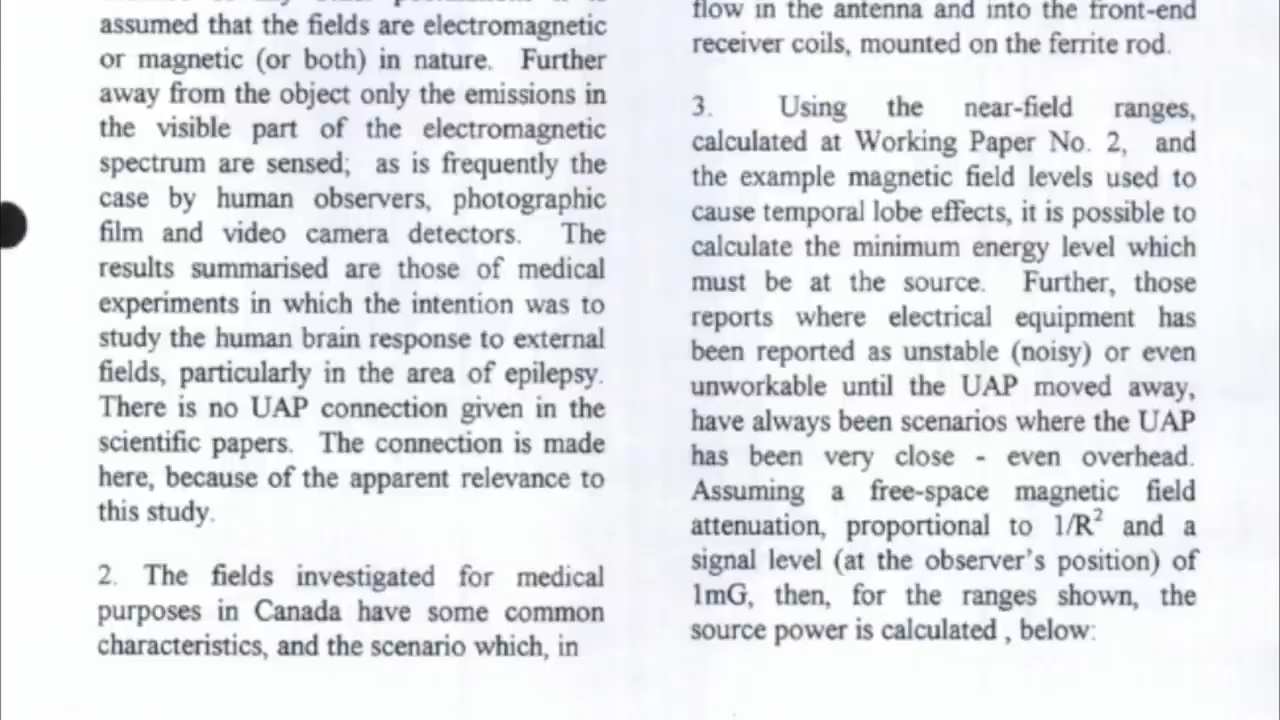 assumed that the fields are electromagnetic
or magnetic (or both) in nature. Further
away from the object only the emissions in
the visible part of the electromagnetic
spectrum are sensed; as is frequently the
case by human observers, photographic
film and video camera detectors. The
results summarised are those of medical
experiments in which the intention was to
study the human brain response to external
fields, particularly in the area of epilepsy.
There is no UAP connection given in the
scientific papers. The connection is made
here, because of the apparent relevance to
this study.
2. The fields investigated for medical
purposes in Canada have some common
characteristics, and the scenario which, in
flow in the antenna and into the front-end
receiver coils, mounted on the ferrite rod.
3. Using the near-field ranges,
calculated at Working Paper No. 2, and
the example magnetic field levels used to
cause temporal lobe effects, it is possible to
calculate the minimum energy level which
must be at the source. Further, those
reports where electrical equipment has
been reported as unstable (noisy) or even
unworkable until the UAP moved away,
have always been scenarios where the UAP
has been very close - even overhead.
Assuming a free-space magnetic field
attenuation, proportional to 1/R² and a
signal level (at the observer's position) of
1mG, then, for the ranges shown, the
source power is calculated , below: